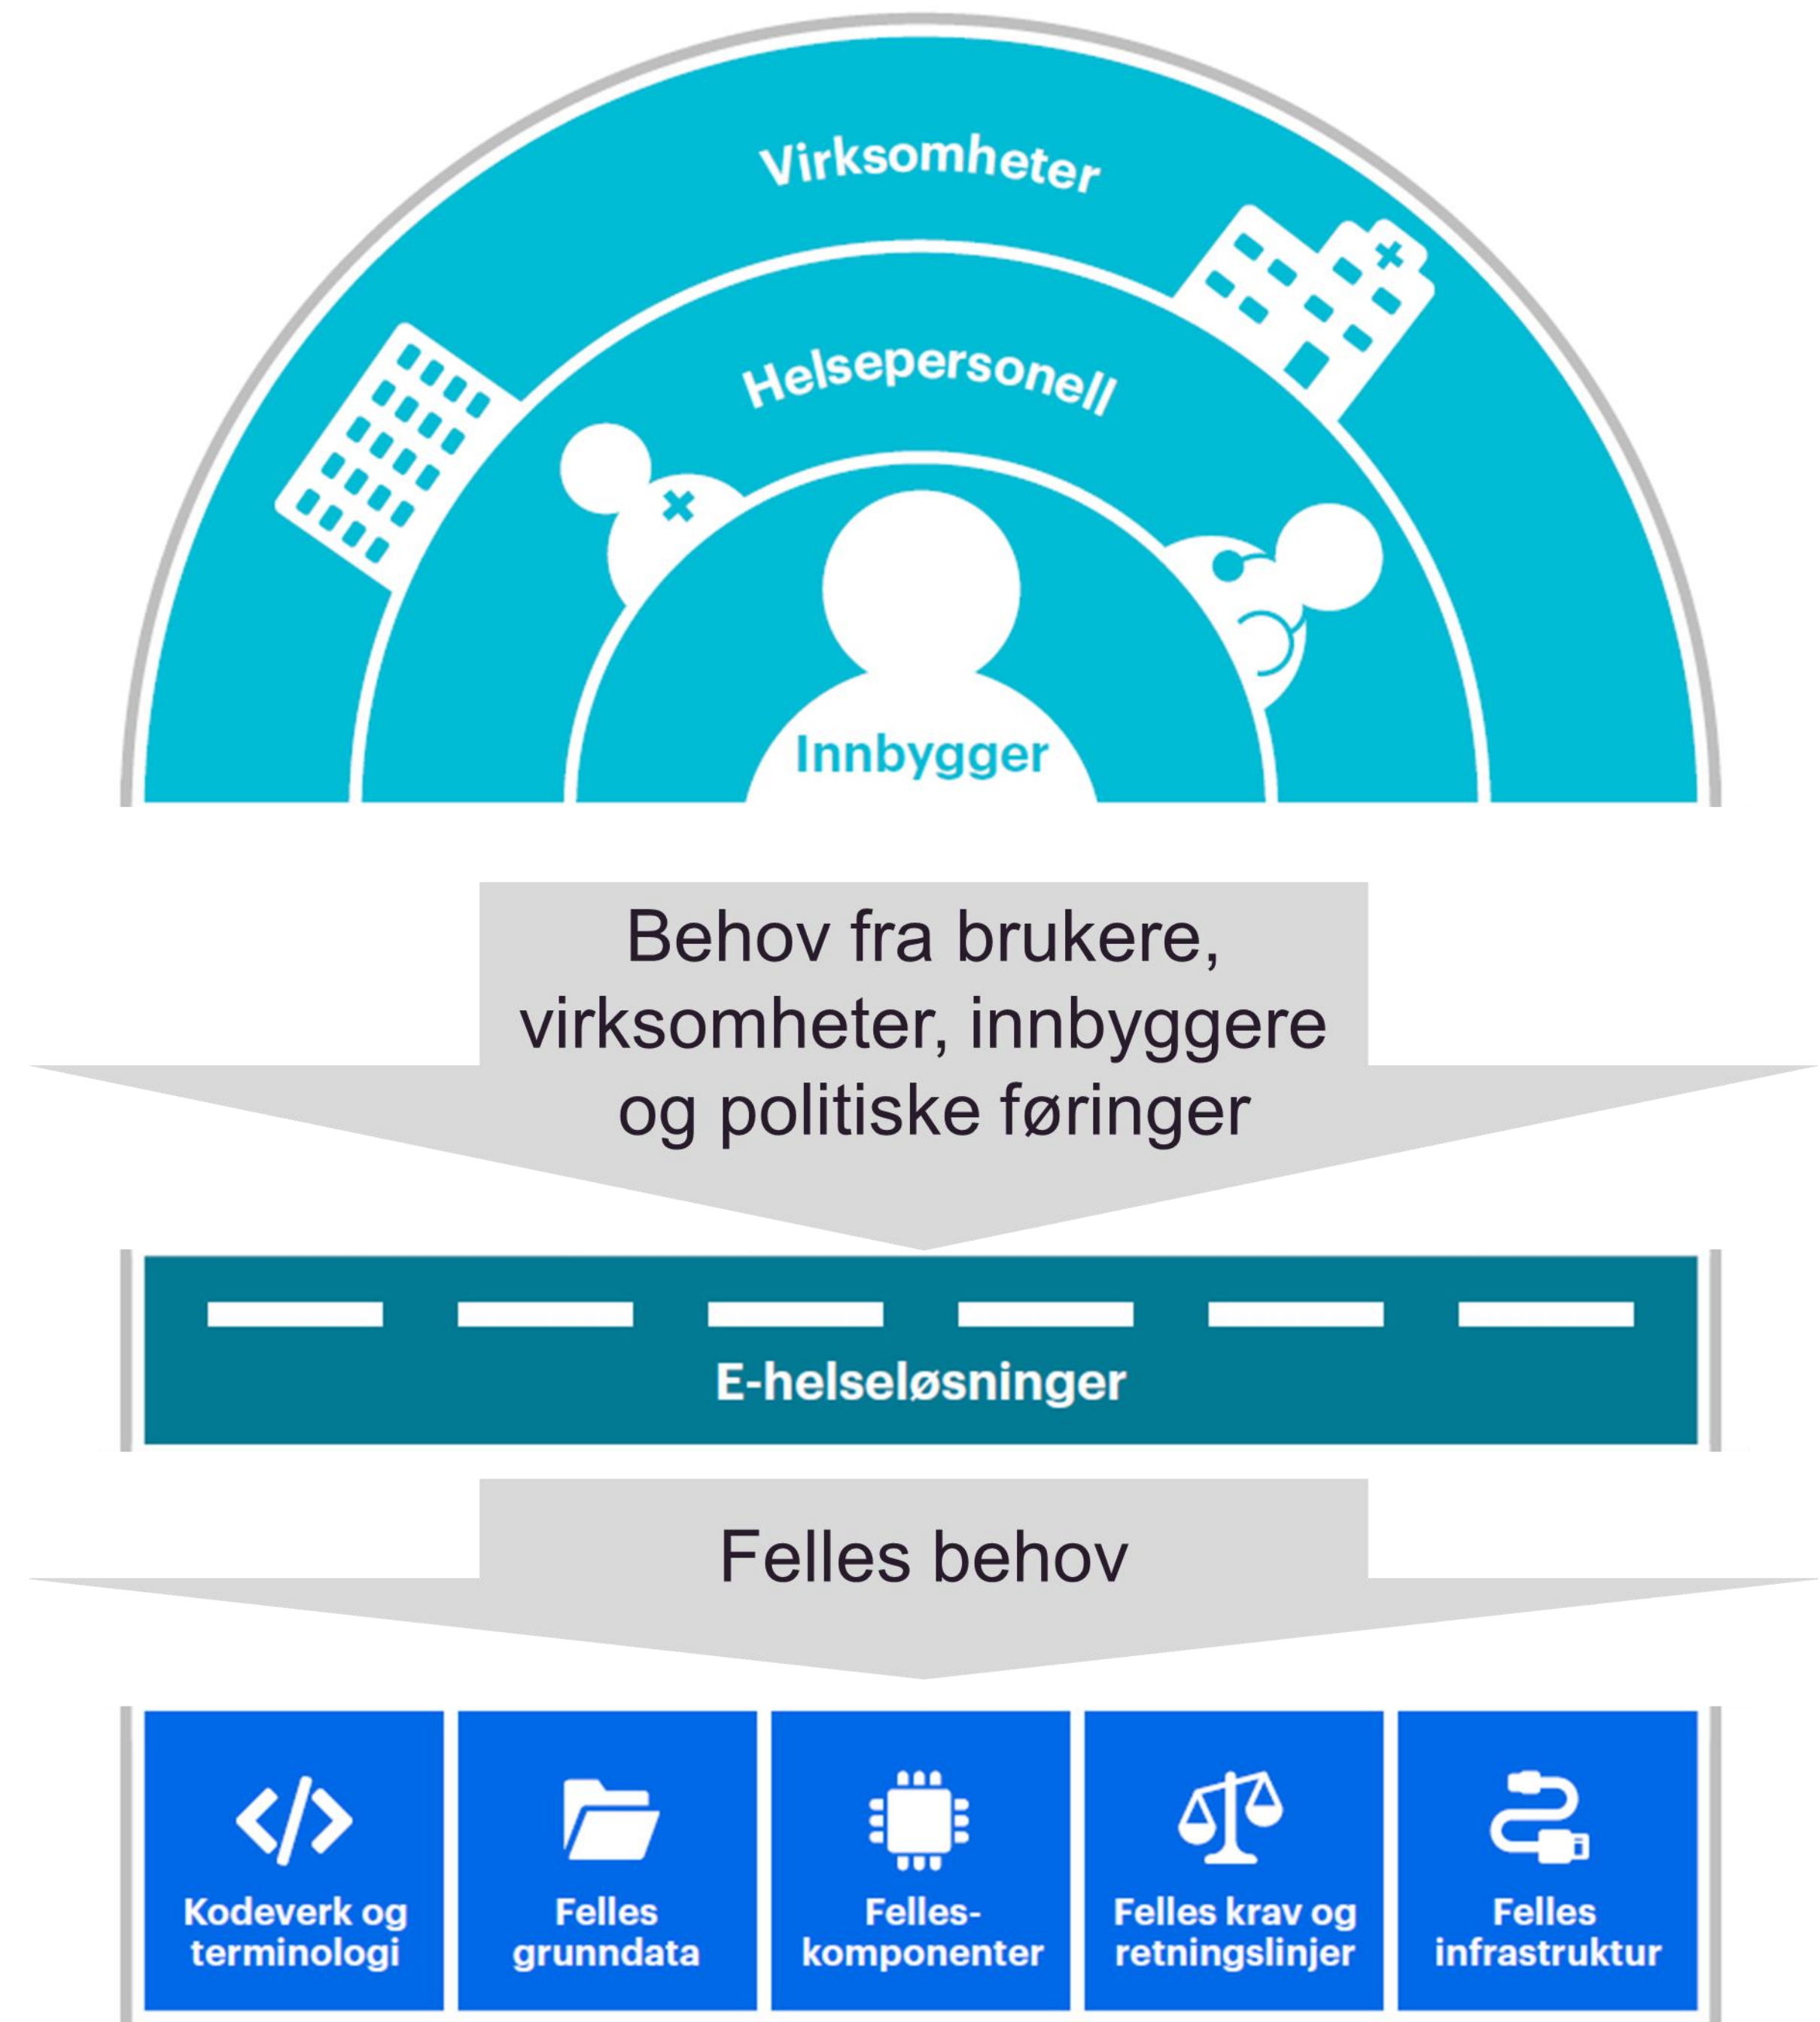 Virksomheter
Helsepersonell
Innbygger
Behov fra brukere,
virksomheter, innbyggere
og politiske føringer
E-helseløsninger
Felles behov
Kodeverk og
terminologi
Felles
grunndata
Felles-
komponenter
Felles krav og
retningslinjer
Felles
infrastruktur